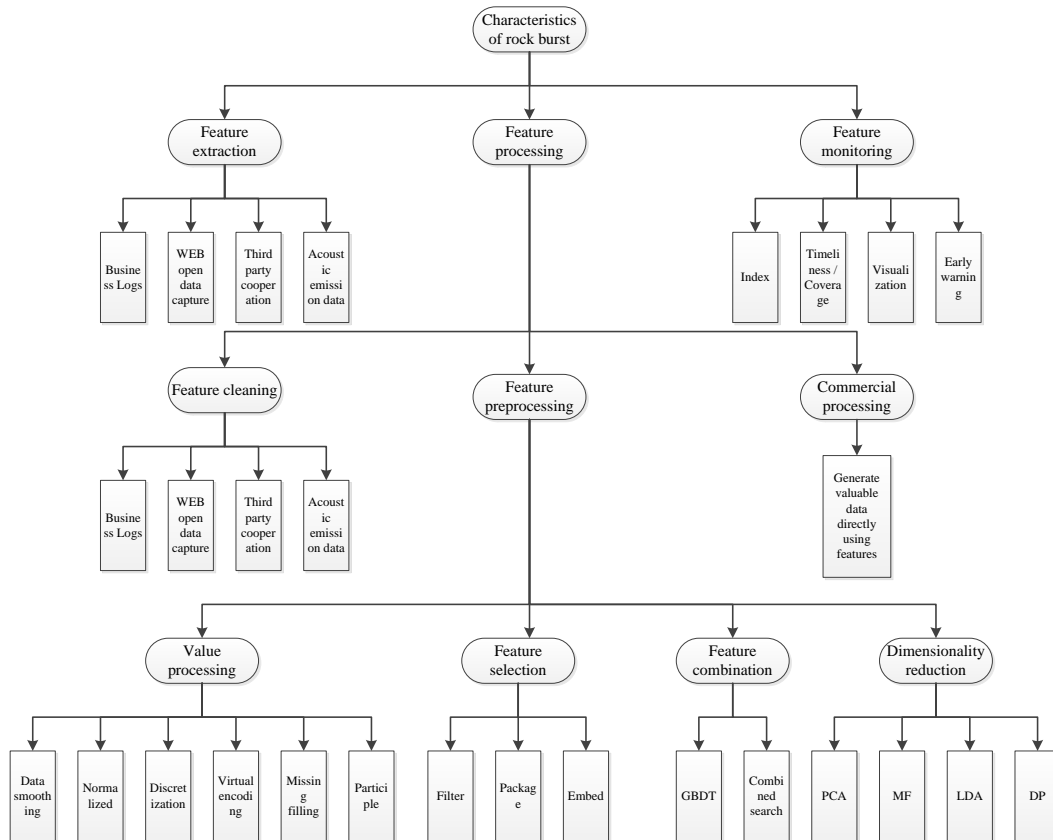 Characteristics
of rock burst
Feature
extraction
Feature
processing
Feature
monitoring
Busine
ss Logs
WEB
open
data
capture
Third
party
cooper
ation
Acoust
ic
emissi
on data
Index
Timeli
ness /
Covera
ge
Visuali
zation
Early
warnin
g
Feature cleaning
Feature
preprocessing
Commercial
processing
Busine
ss Logs
WEB
open
data
capture
Third
party
cooper
ation
Acoust
ic
emissi
on data
Generate
valuable
data
directly
using
features
Value
processing
Feature
selection
Feature
combination
Dimensionality
reduction
Data
smoot
hing
Norma
lized
Discret
ization
Virtual
encodi
ng
Missin
g
filling
Partici
ple
Filter
Packag
e
Embed
GBDT
Combi
ned
search
PCA
MF
LDA
DP